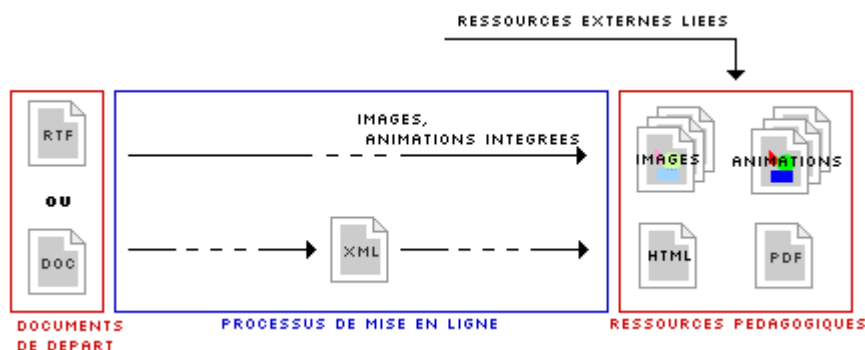 RESSOURCES EXTERNES LIEES
IMAGES,
ANIMATIONS INTEGREES
RTF
OU
DOC
XML
IMAGES
ANIMATIONS
HTML
PDF
DOCUMENTS
DE DEPART
PROCESSUS DE MISE EN LIGNE
RESSOURCES PEDAGOGIQUES